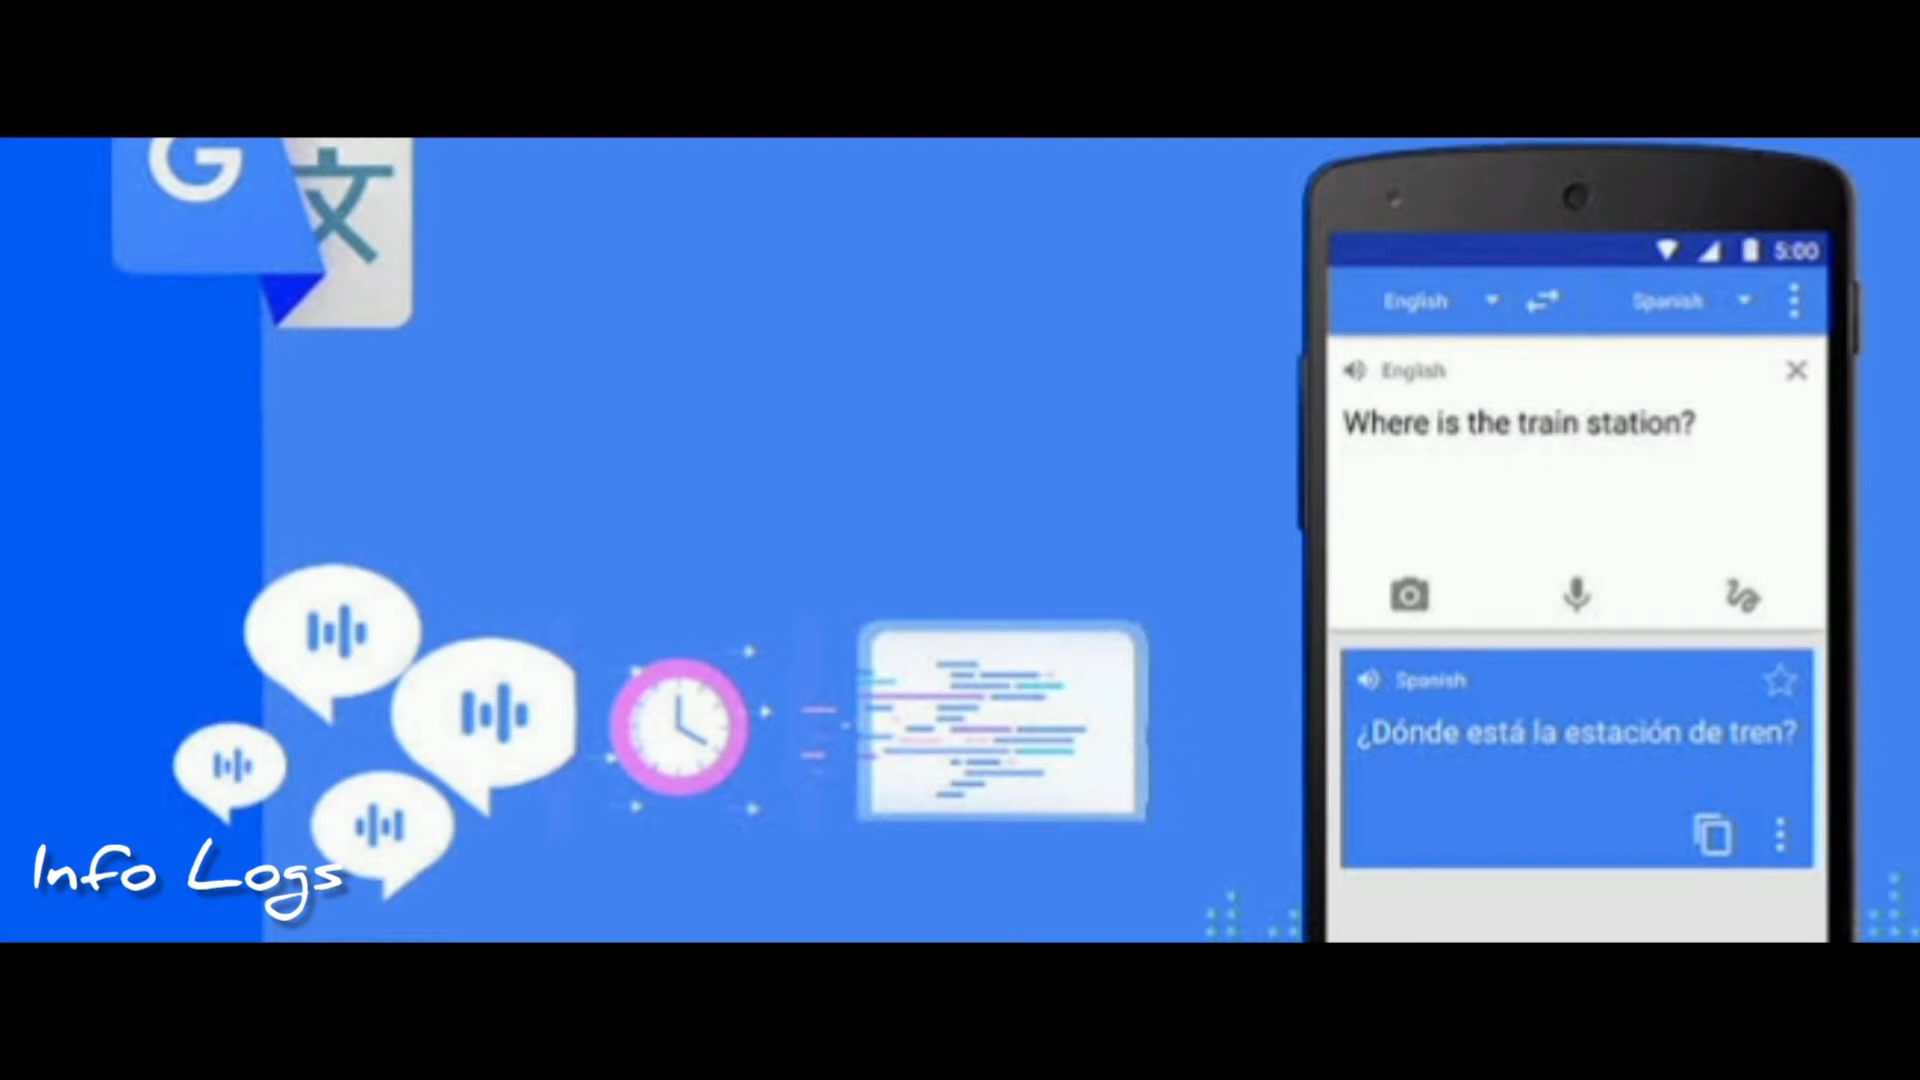 G
文
5:00
English
Spanish
English
Where is the train station?
Spanish
¿Dónde está la estación de tren?
Info Logs